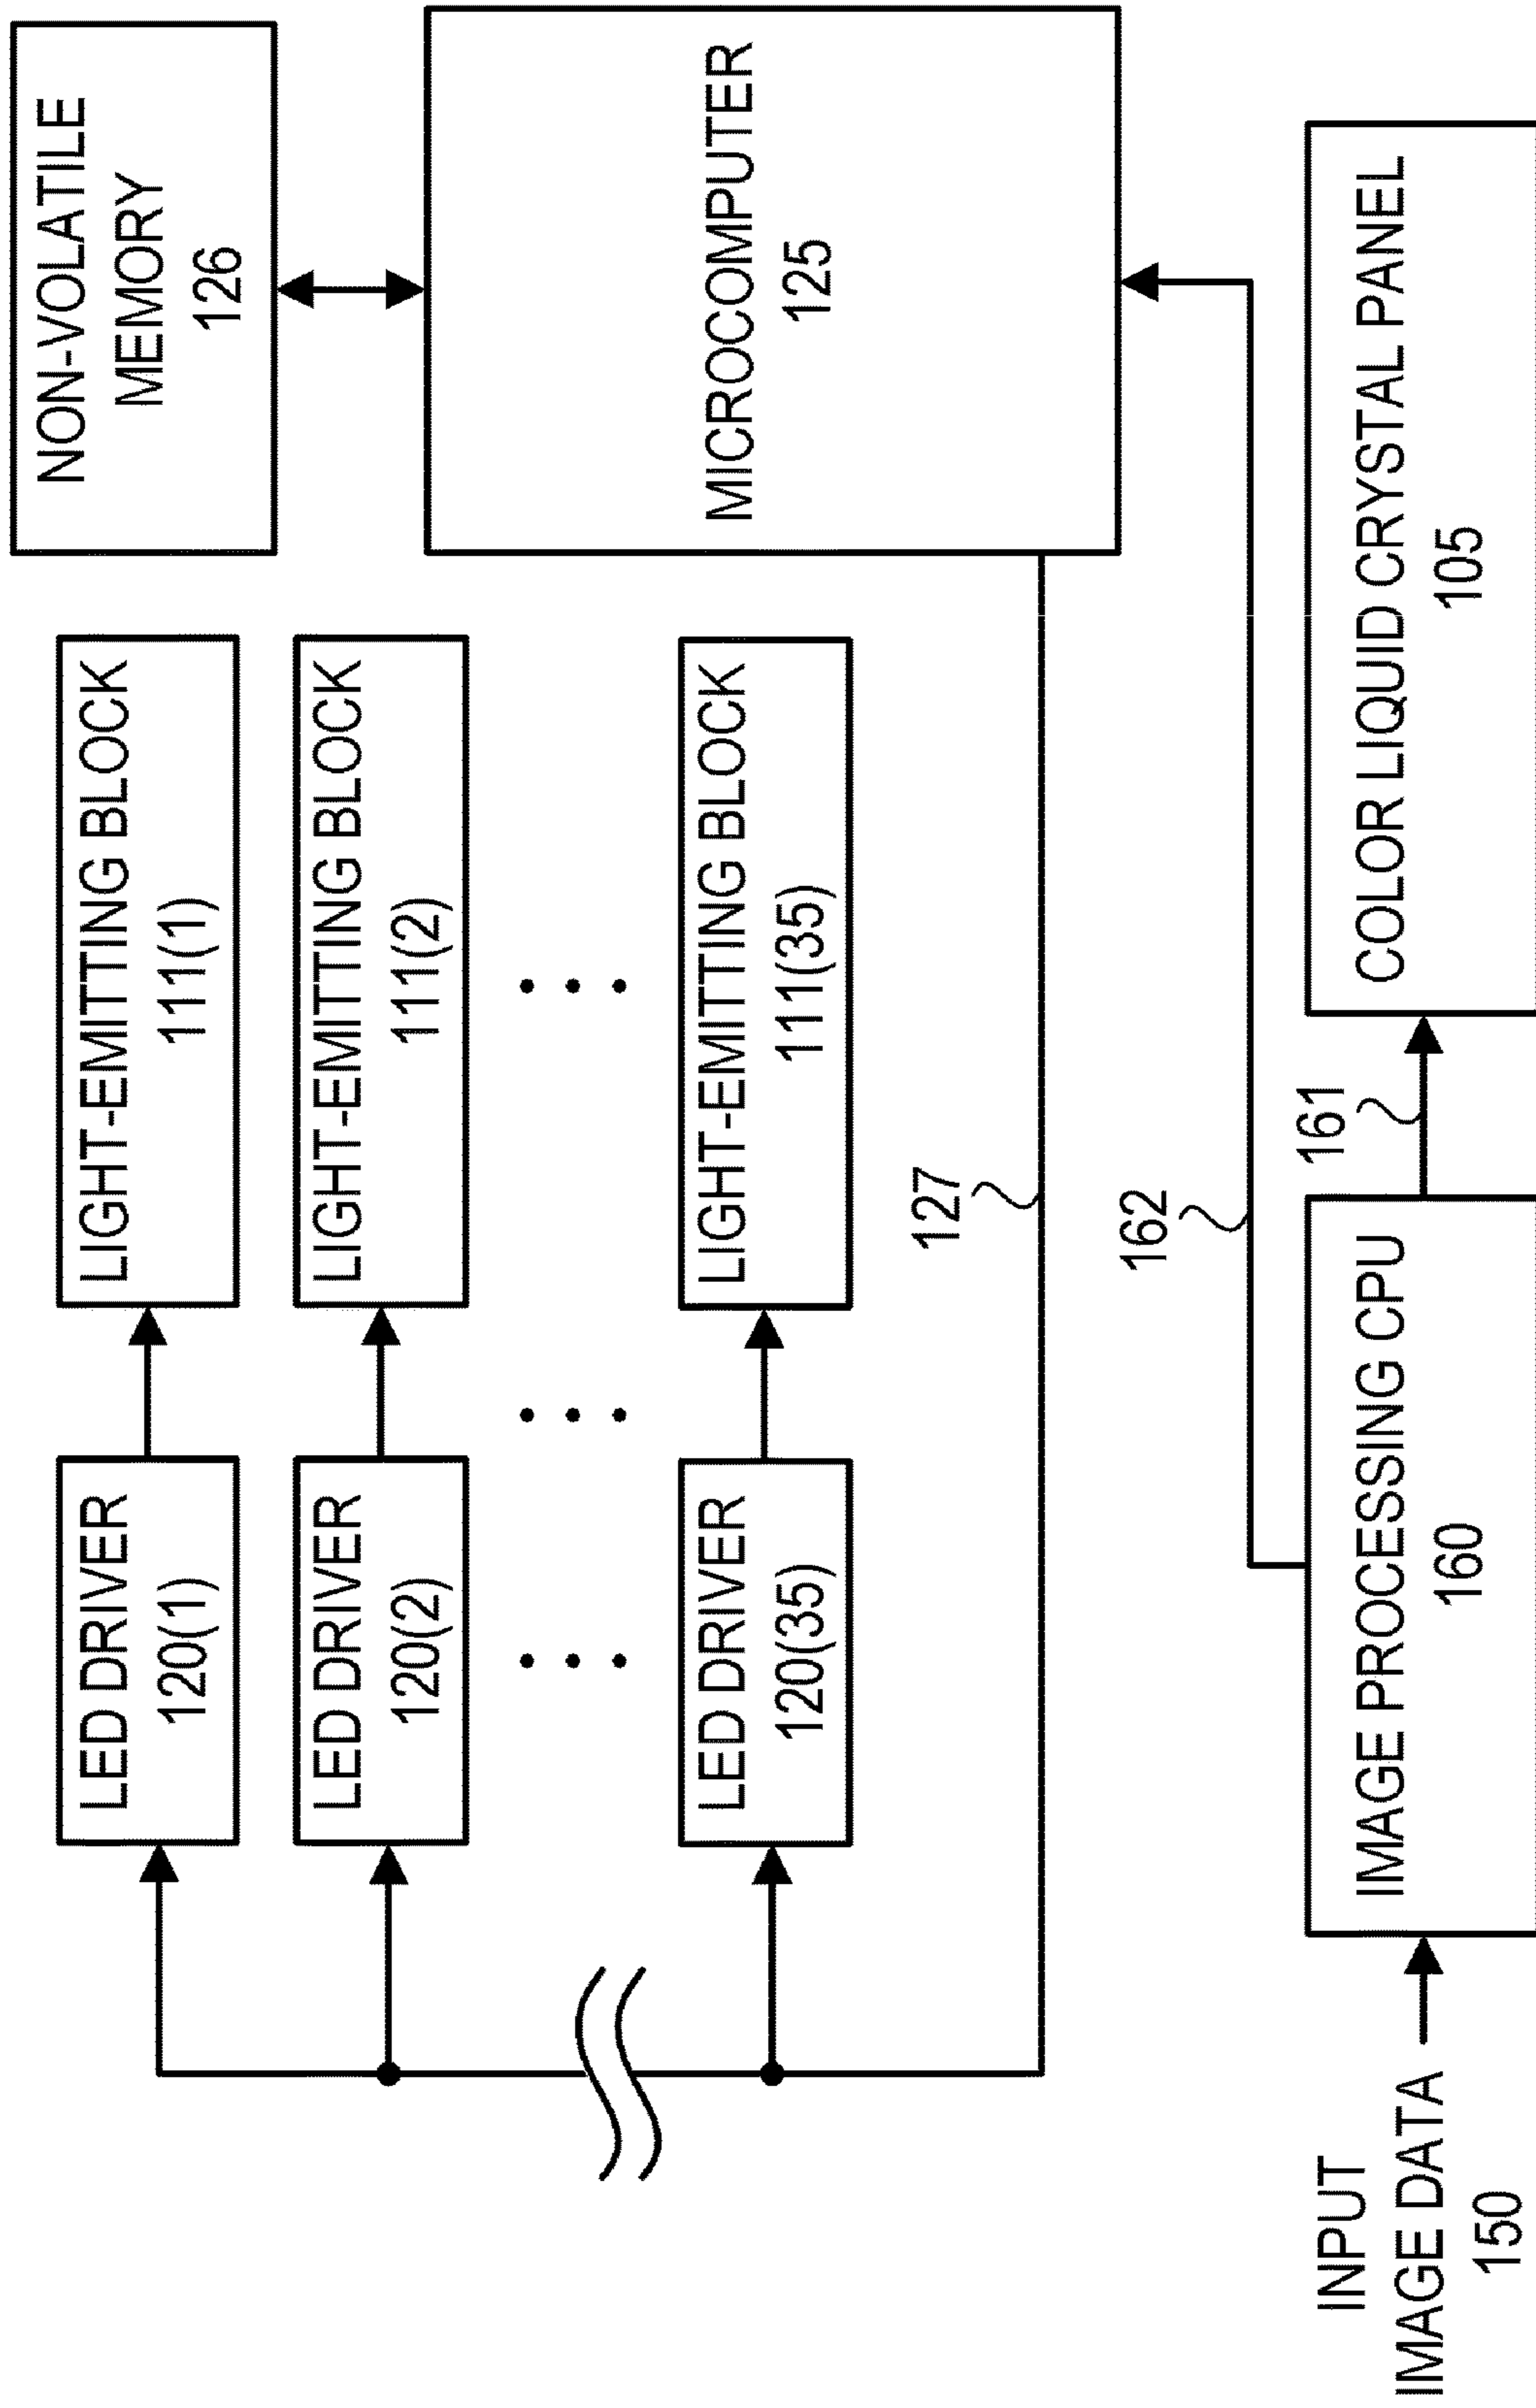 LED DRIVER
120(1)
LIGHT-EMITTING BLOCK
111(1)
NON-VOLATILE
MEMORY
126
LED DRIVER
120(2)
LIGHT-EMITTING BLOCK
111(2)
LED DRIVER
120(35)
LIGHT-EMITTING BLOCK
111(35)
MICROCOMPUTER
125
127
162
161
INPUT
IMAGE DATA
150
IMAGE PROCESSING CPU
160
COLOR LIQUID CRYSTAL PANEL
105